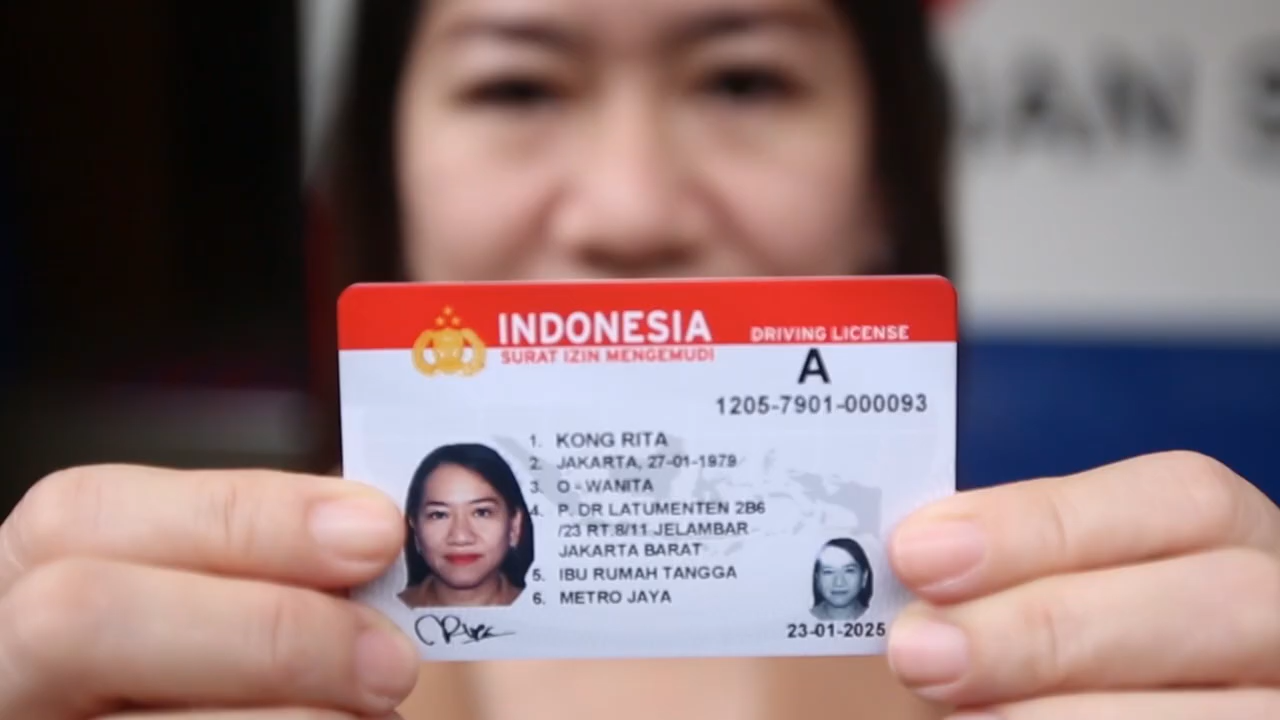 INDONESIA
SURAT IZIN MENGEMUDI
DRIVING LICENSE
A
1205-7901-000093
1. KONG RITA
2. JAKARTA, 27-01-1979
3. O - WANITA
4. P. DR LATUMENTEN 2B6
/23 RT.8/11 JELAMBAR
JAKARTA BARAT
5. IBU RUMAH TANGGA
6. METRO JAYA
23-01-2025